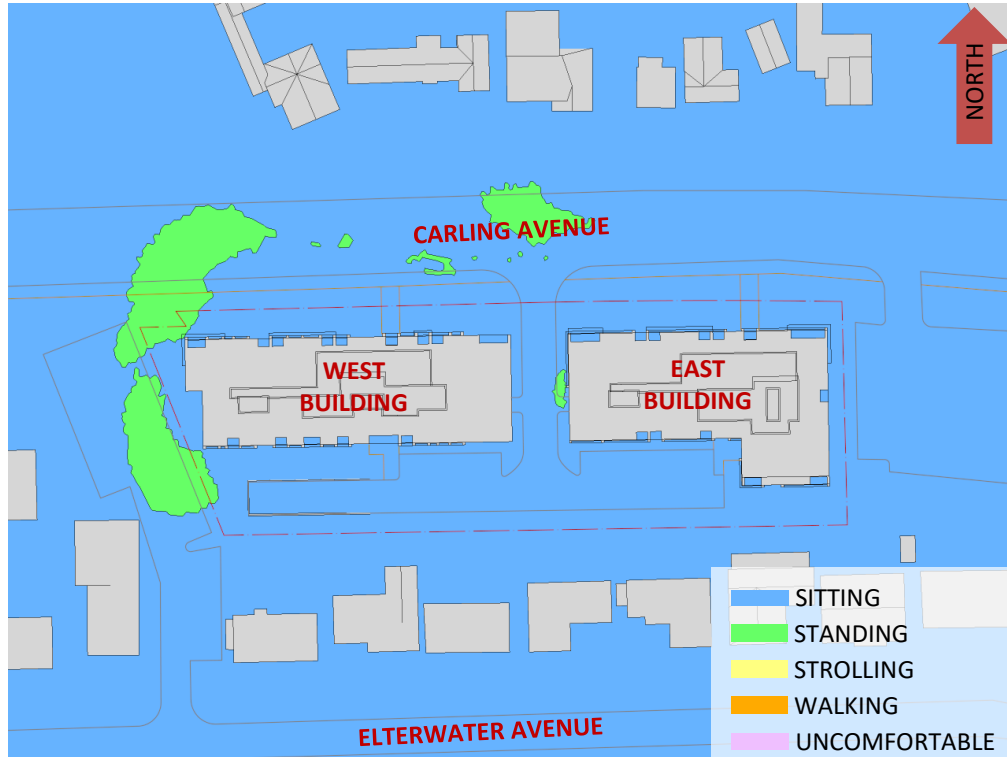 NORTH
CARLING AVENUE
WEST
BUILDING
EAST
BUILDING
ELTERWATER AVENUE
SITTING
STANDING
STROLLING
WALKING
UNCOMFORTABLE